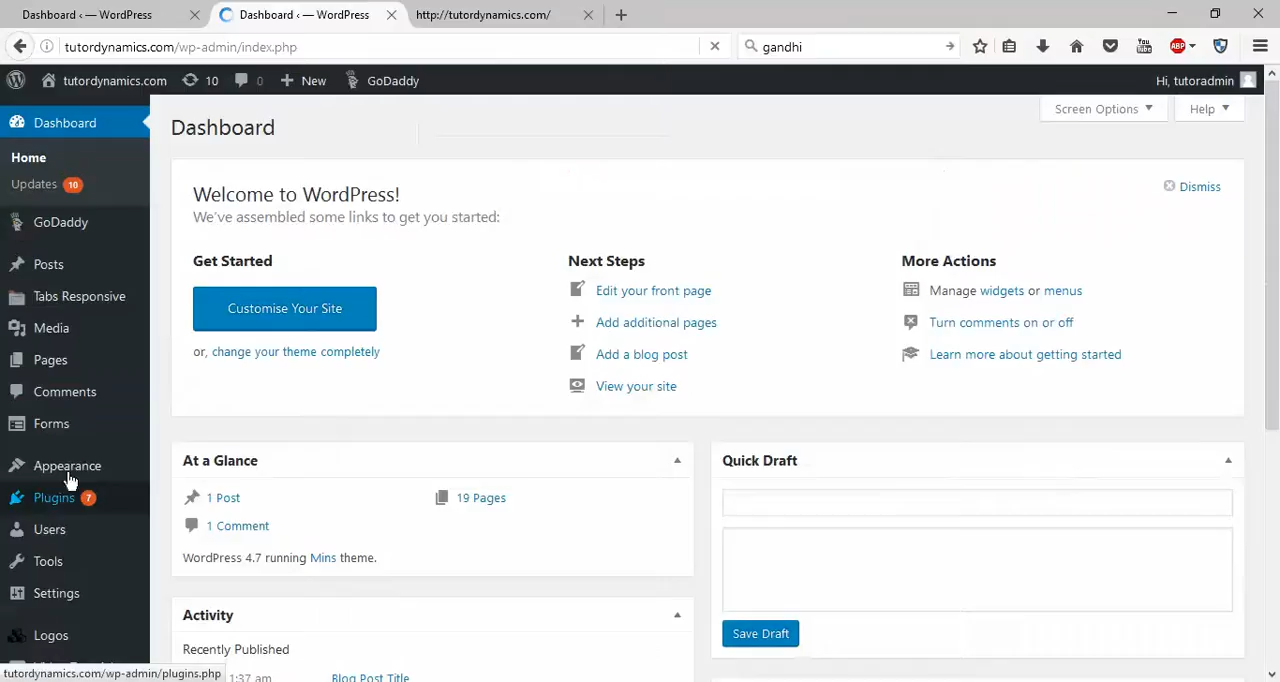 Dashboard ‹ — WordPress
Dashboard ‹ — WordPress
http://tutordynamics.com/
tutordynamics.com/wp-admin/index.php
gandhi
You Tube
ABP
tutordynamics.com
10
0
New
GoDaddy
Hi, tutoradmin
Dashboard
Home
Updates 10
GoDaddy
Posts
Tabs Responsive
Media
Pages
Comments
Forms
Appearance
Plugins 7
Users
Tools
Settings
Logos
tutordynamics.com/wp-admin/plugins.php
Dashboard
Screen Options
Help
Welcome to WordPress!
We've assembled some links to get you started:
Dismiss
Get Started
Customise Your Site
or, change your theme completely
Next Steps
Edit your front page
Add additional pages
Add a blog post
View your site
More Actions
Manage widgets or menus
Turn comments on or off
Learn more about getting started
At a Glance
1 Post
19 Pages
1 Comment
WordPress 4.7 running Mins theme.
Activity
Recently Published
1:37 am
Blog Post Title
Quick Draft
Save Draft